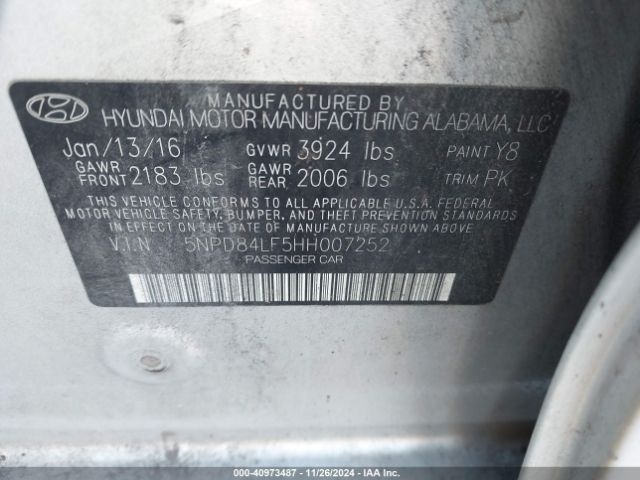 MANUFACTURED BY
HYUNDAI MOTOR MANUFACTURING ALABAMA, LLC
Jan/13/16 GVWR 3924 lbs PAINT Y8
GAWR FRONT 2183 lbs GAWR REAR 2006 lbs TRIM PK
THIS VEHICLE CONFORMS TO ALL APPLICABLE U.S.A. FEDERAL
MOTOR VEHICLE SAFETY, BUMPER, AND THEFT PREVENTION STANDARDS
IN EFFECT ON THE DATE OF MANUFACTURE SHOWN ABOVE.
V.I.N 5NPD84LF5HH007252
PASSENGER CAR
000-40973487 - 11/26/2024 - IAA Inc.